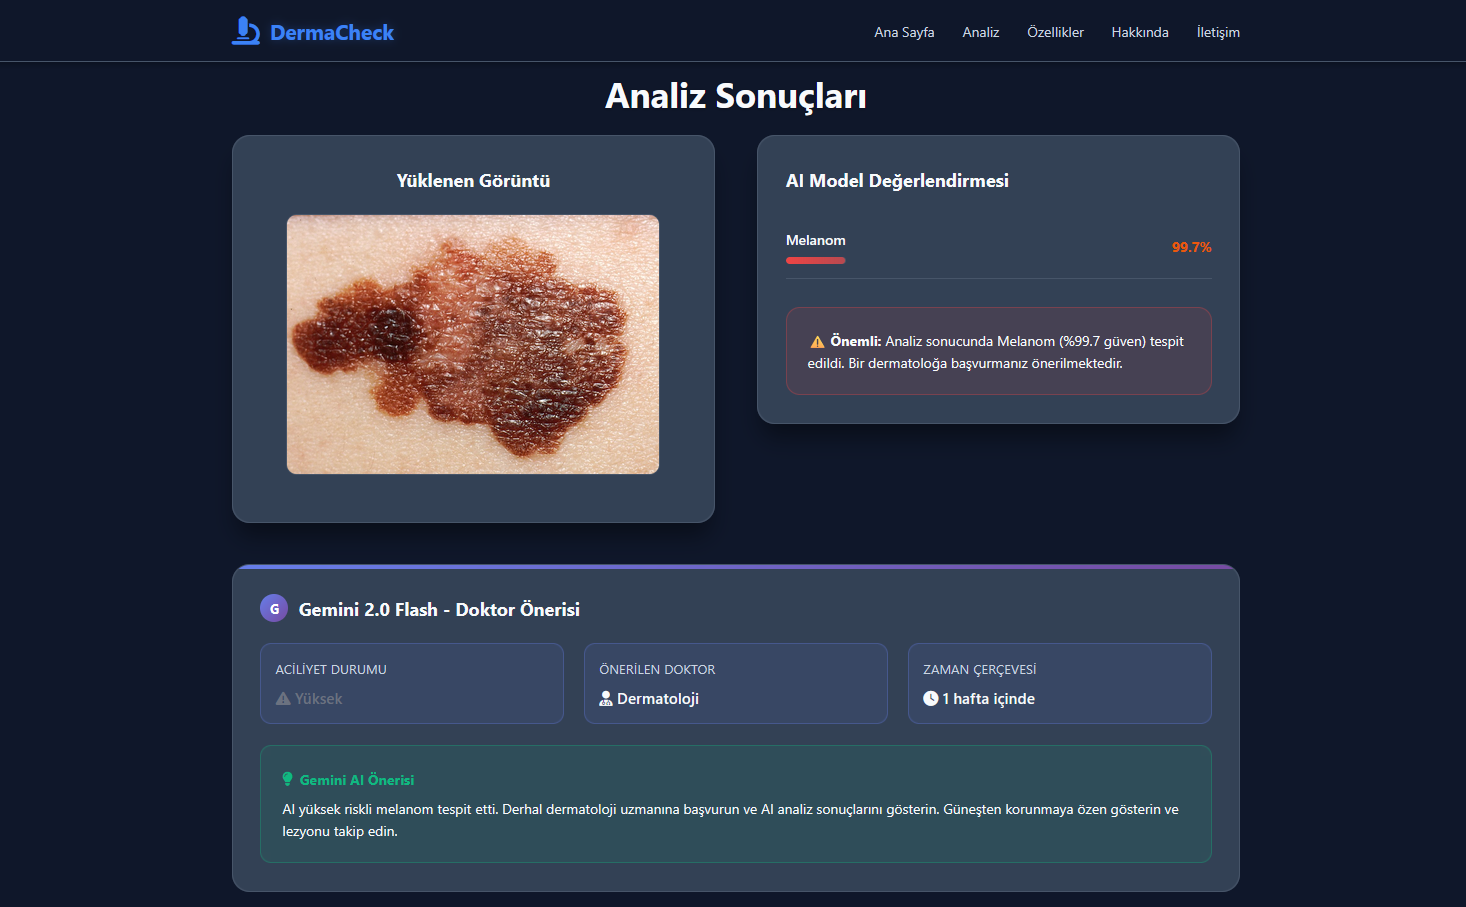 DermaCheck
Ana Sayfa
Analiz
Özellikler
Hakkında
İletişim
Analiz Sonuçları
Yüklenen Görüntü
AI Model Değerlendirmesi
Melanom
99.7%
Önemli: Analiz sonucunda Melanom (%99.7 güven) tespit
edildi. Bir dermatoloğa başvurmanız önerilmektedir.
G
Gemini 2.0 Flash - Doktor Önerisi
ACİLİYET DURUMU
Yüksek
ÖNERİLEN DOKTOR
Dermatoloji
ZAMAN ÇERÇEVESİ
1 hafta içinde
Gemini AI Önerisi
AI yüksek riskli melanom tespit etti. Derhal dermatoloji uzmanına başvurun ve AI analiz sonuçlarını gösterin. Güneşten korunmaya özen gösterin ve
lezyonu takip edin.